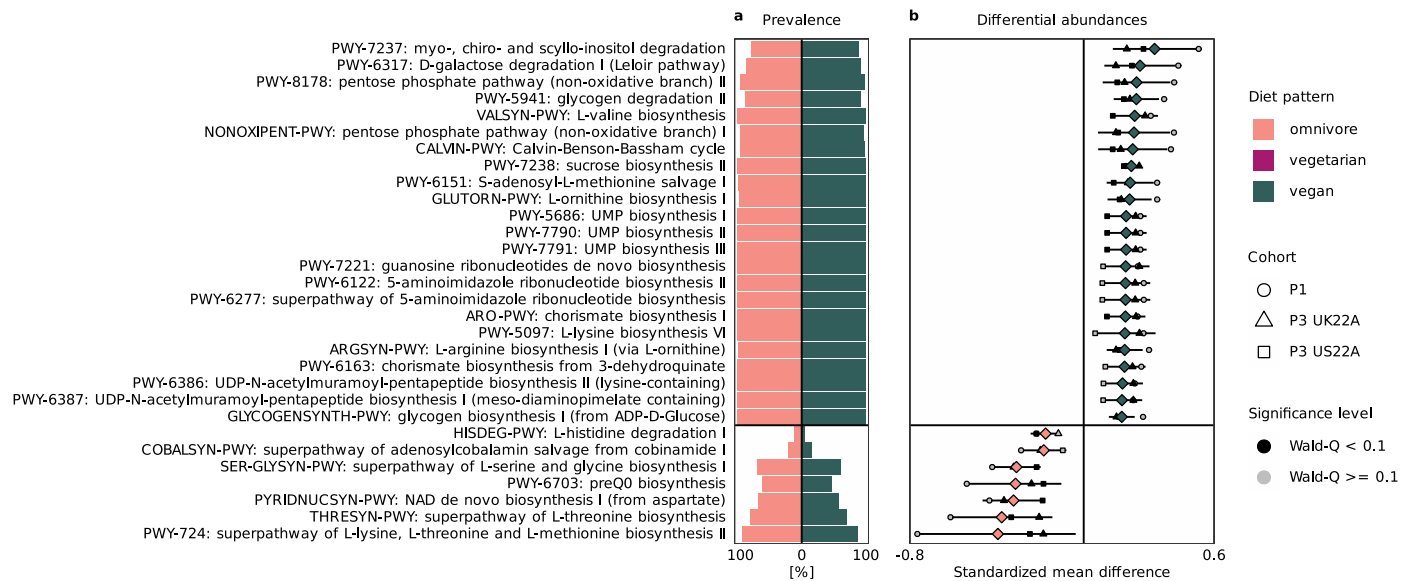 a Prevalence
b Differential abundances
PWY-7237: myo-, chiro- and scyllo-inositol degradation
PWY-6317: D-galactose degradation I (Leloir pathway)
PWY-8178: pentose phosphate pathway (non-oxidative branch) II
PWY-5941: glycogen degradation II
VALSYN-PWY: L-valine biosynthesis
NONOXIPENT-PWY: pentose phosphate pathway (non-oxidative branch) I
CALVIN-PWY: Calvin-Benson-Bassham cycle
PWY-7238: sucrose biosynthesis II
PWY-6151: S-adenosyl-L-methionine salvage I
GLUTORN-PWY: L-ornithine biosynthesis I
PWY-5686: UMP biosynthesis I
PWY-7790: UMP biosynthesis II
PWY-7791: UMP biosynthesis III
PWY-7221: guanosine ribonucleotides de novo biosynthesis
PWY-6122: 5-aminoimidazole ribonucleotide biosynthesis II
PWY-6277: superpathway of 5-aminoimidazole ribonucleotide biosynthesis
ARO-PWY: chorismate biosynthesis I
PWY-5097: L-lysine biosynthesis VI
ARGSYN-PWY: L-arginine biosynthesis I (via L-ornithine)
PWY-6163: chorismate biosynthesis from 3-dehydroquinate
PWY-6386: UDP-N-acetylmuramoyl-pentapeptide biosynthesis II (lysine-containing)
PWY-6387: UDP-N-acetylmuramoyl-pentapeptide biosynthesis I (meso-diaminopimelate containing)
GLYCOGENSYNTH-PWY: glycogen biosynthesis I (from ADP-D-Glucose)
HISDEG-PWY: L-histidine degradation I
COBALSYN-PWY: superpathway of adenosylcobamide salvage from cobinamide I
SER-GLYSYN-PWY: superpathway of L-serine and glycine biosynthesis I
PWY-6703: preQ0 biosynthesis
PYRIDNUCSYN-PWY: NAD de novo biosynthesis I (from aspartate)
THRESYN-PWY: superpathway of L-threonine biosynthesis
PWY-724: superpathway of L-lysine, L-threonine and L-methionine biosynthesis II
100 0 100
[%]
-0.8 0.6
Standardized mean difference
Diet pattern
omnivore
vegetarian
vegan
Cohort
P1
P3 UK22A
P3 US22A
Significance level
Wald-Q < 0.1
Wald-Q >= 0.1